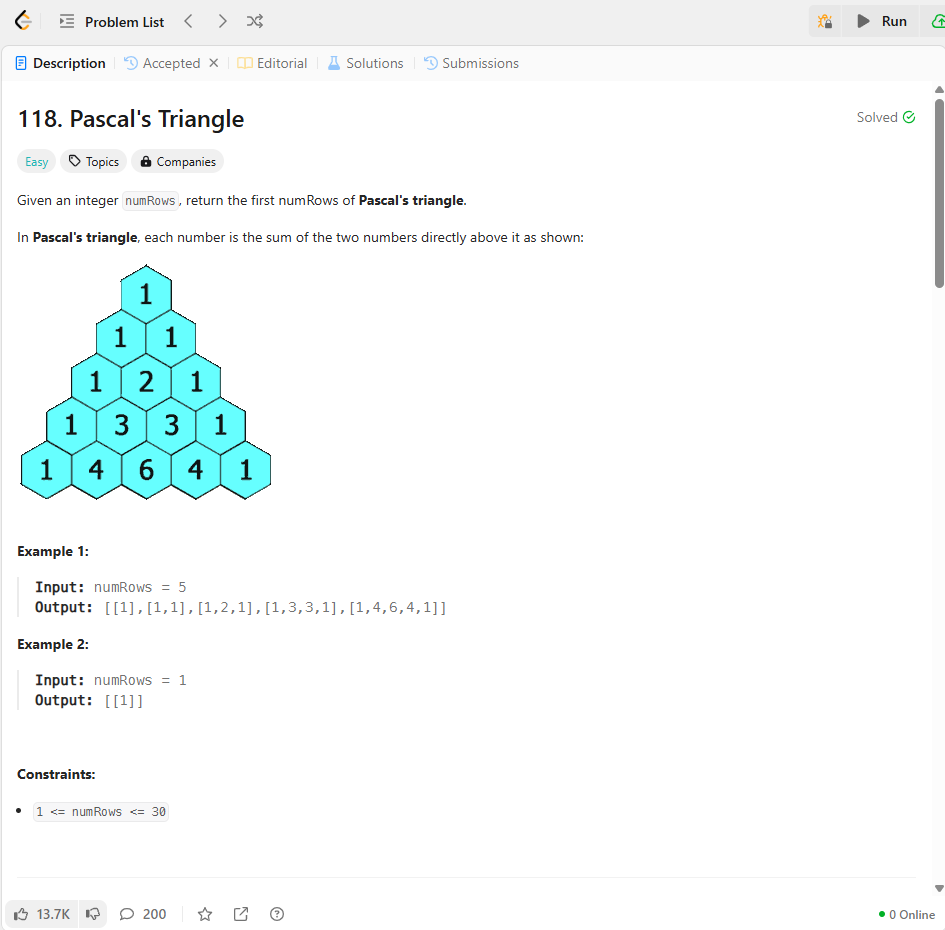 Problem List
Run
Description Accepted Editorial Solutions Submissions
118. Pascal's Triangle
Solved
Easy Topics Companies
Given an integer numRows, return the first numRows of Pascal's triangle.
In Pascal's triangle, each number is the sum of the two numbers directly above it as shown:
1
1 1
1 2 1
1 3 3 1
1 4 6 4 1
Example 1:
Input: numRows = 5
Output: [[1],[1,1],[1,2,1],[1,3,3,1],[1,4,6,4,1]]
Example 2:
Input: numRows = 1
Output: [[1]]
Constraints:
• 1 <= numRows <= 30
13.7K 200 0 Online